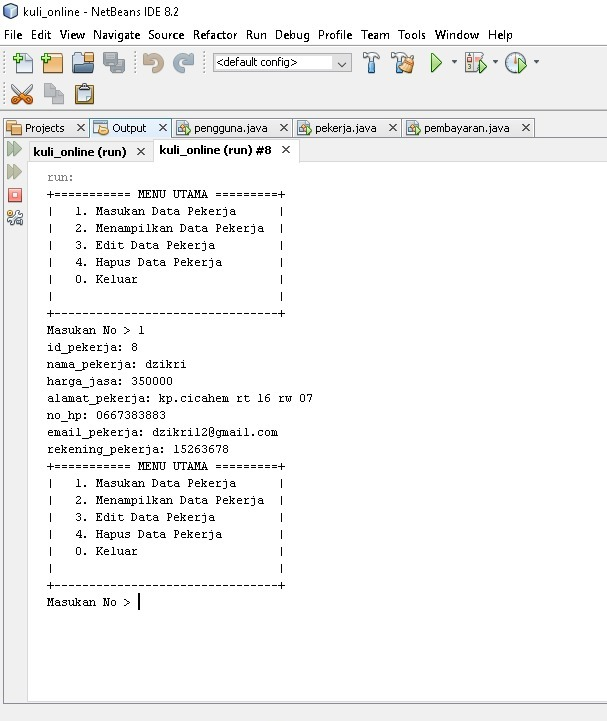 kuli_online - NetBeans IDE 8.2
File Edit View Navigate Source Refactor Run Debug Profile Team Tools Window Help
<default config>
Projects Output pengguna.java pekerja.java pembayaran.java
kuli_online (run) kuli_online (run) #8
run:
+=========== MENU UTAMA =========+
| 1. Masukan Data Pekerja |
| 2. Menampilkan Data Pekerja |
| 3. Edit Data Pekerja |
| 4. Hapus Data Pekerja |
| 0. Keluar |
| |
+--------------------------------+
Masukan No > 1
id_pekerja: 8
nama_pekerja: dzikri
harga_jasa: 350000
alamat_pekerja: kp.cicahem rt 16 rw 07
no_hp: 0667383883
email_pekerja: dzikri12@gmail.com
rekening_pekerja: 15263678
+=========== MENU UTAMA =========+
| 1. Masukan Data Pekerja |
| 2. Menampilkan Data Pekerja |
| 3. Edit Data Pekerja |
| 4. Hapus Data Pekerja |
| 0. Keluar |
| |
+--------------------------------+
Masukan No >